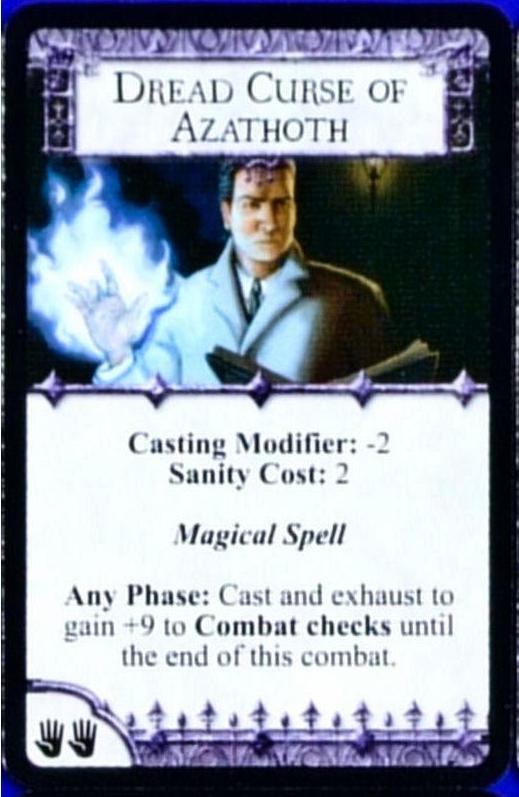 DREAD CURSE OF
AZATHOTH
Casting Modifier: -2
Sanity Cost: 2
Magical Spell
Any Phase: Cast and exhaust to
gain +9 to Combat checks until
the end of this combat.